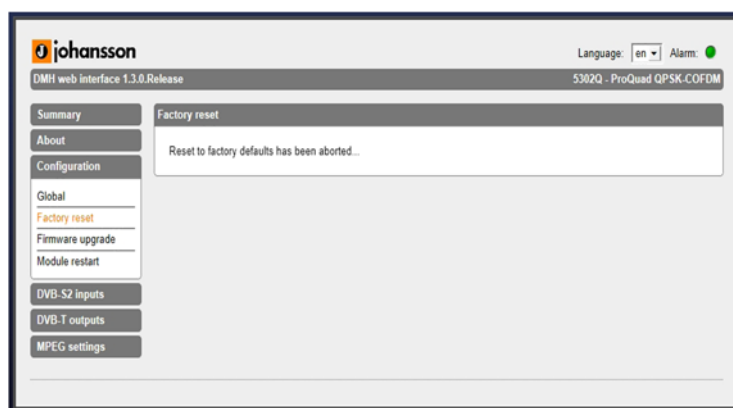 johansson
Language: en Alarm:
DMH web interface 1.3.0.Release 5302Q - ProQuad QPSK-COFDM
Summary
About
Configuration
Global
Factory reset
Firmware upgrade
Module restart
DVB-S2 inputs
DVB-T outputs
MPEG settings
Factory reset
Reset to factory defaults has been aborted...